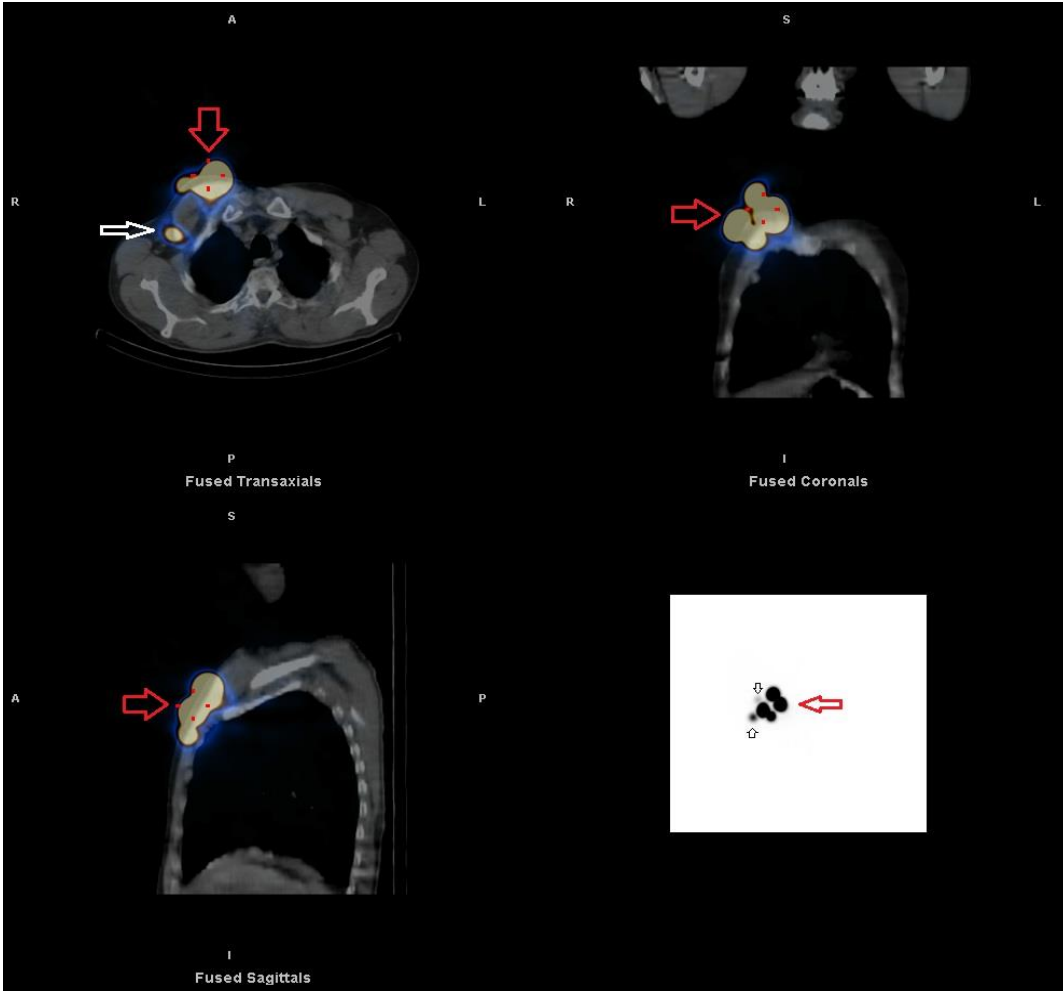 A
R
L
P
Fused Transaxials
S
R
L
I
Fused Coronals
S
A
P
I
Fused Sagittals